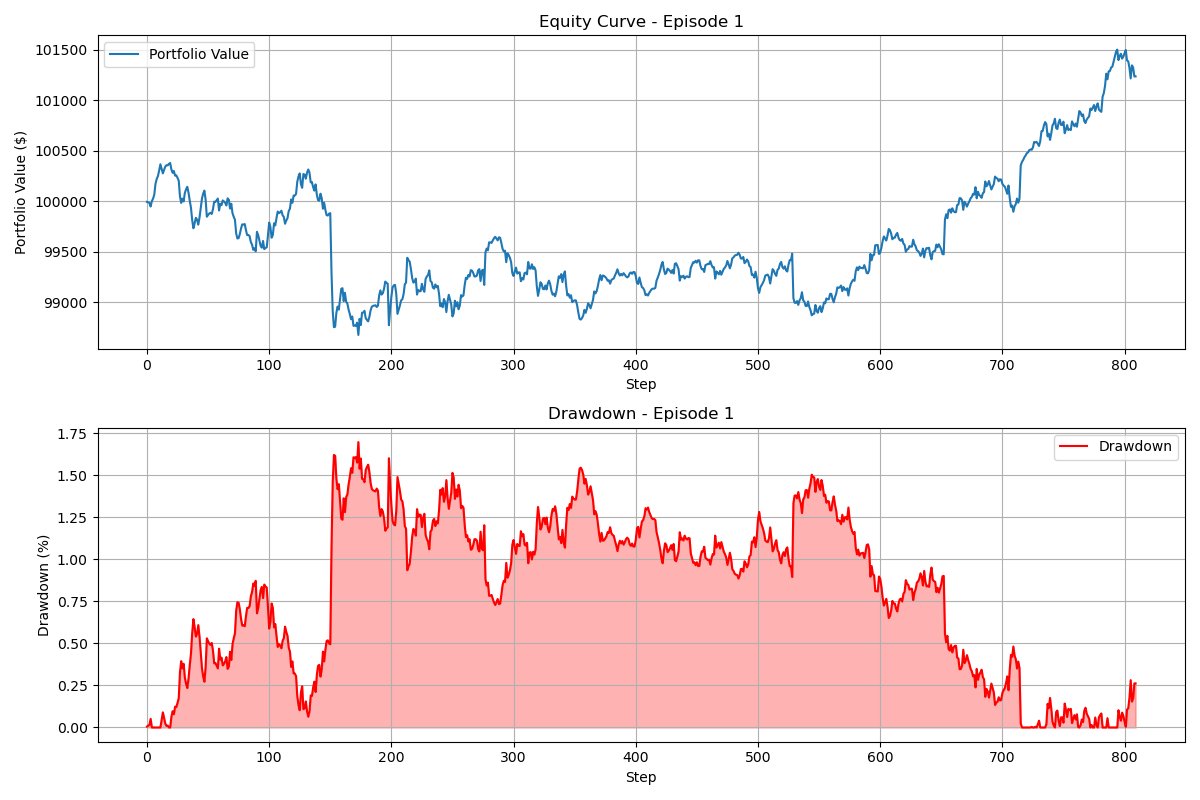 Equity Curve - Episode 1
Portfolio Value
Portfolio Value ($)
101500
101000
100500
100000
99500
99000
0 100 200 300 400 500 600 700 800
Step
Drawdown - Episode 1
Drawdown
Drawdown (%)
1.75
1.50
1.25
1.00
0.75
0.50
0.25
0.00
0 100 200 300 400 500 600 700 800
Step